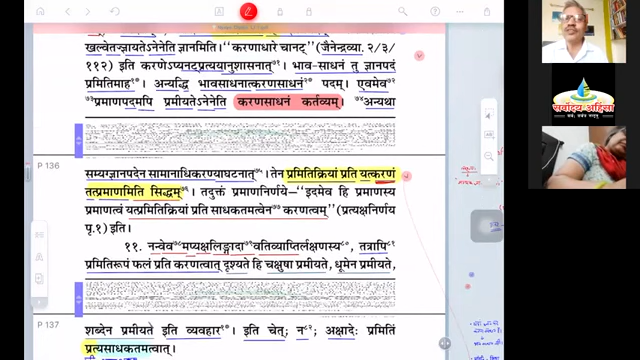 खल्वेतज्ज्ञायतेऽनेनेति ज्ञानमिति। "करणाधारे चानट्" (जैनेन्द्रव्या. २/३/
११२) इति करणेऽप्यनट्प्रत्ययानुशासनात्। भाव-साधनं तु ज्ञानपदं
प्रमितिमाह। अन्यद्धि भावसाधनात्करणसाधनं पदम्। एवमेव
प्रमाणपदमपि प्रमीयतेऽनेनेति करणसाधनं कर्तव्यम्। अन्यथा
P 136
सम्यग्ज्ञानपदेन सामानाधिकरण्याघटनात्। तेन प्रमितिक्रियां प्रति यत्करणं
तत्प्रमाणमिति सिद्धम्। तदुक्तं प्रमाणनिर्णये–"इदमेव हि प्रमाणस्य
प्रमाणत्वं यत्प्रमितिक्रियां प्रति साधकतमत्वेन करणत्वम्" (प्रत्यक्षनिर्णय
पृ.१) इति।
११. नन्वेवमप्यक्षलिङ्गादावतिव्याप्तिर्लक्षणस्य, तत्रापि
प्रमितिरूपं फलं प्रति करणत्वात् दृश्यते हि चक्षुषा प्रमीयते, धूमेन प्रमीयते,
P 137
शब्देन प्रमीयते इति व्यवहारः। इति चेत्; न; अक्षादेः प्रमितिं
प्रत्यसाधकतमत्वात्।
सर्वोदय अहिंसा